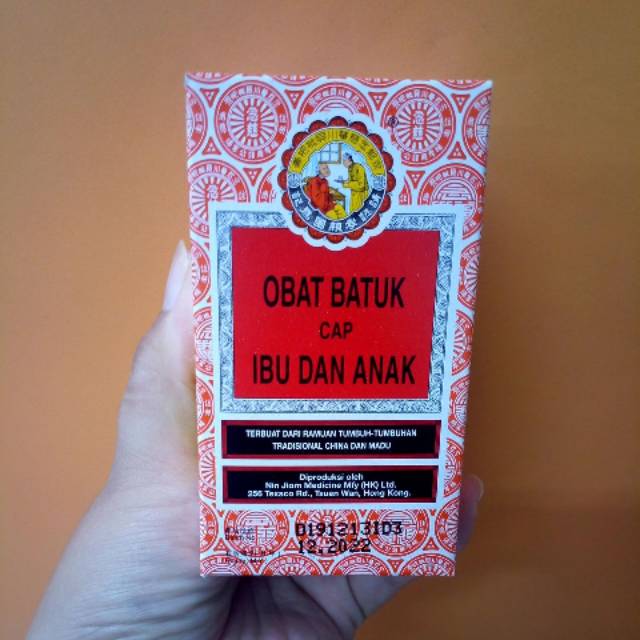 OBAT BATUK
CAP
IBU DAN ANAK
TERBUAT DARI RAMUAN TUMBUH-TUMBUHAN
TRADISIONAL CHINA DAN MADU
Diproduksi oleh
Nin Jiom Medicine Mfy (HK) Ltd.
256 Texaco Rd., Tsuen Wan, Hong Kong.
D1912131D3
12.2022